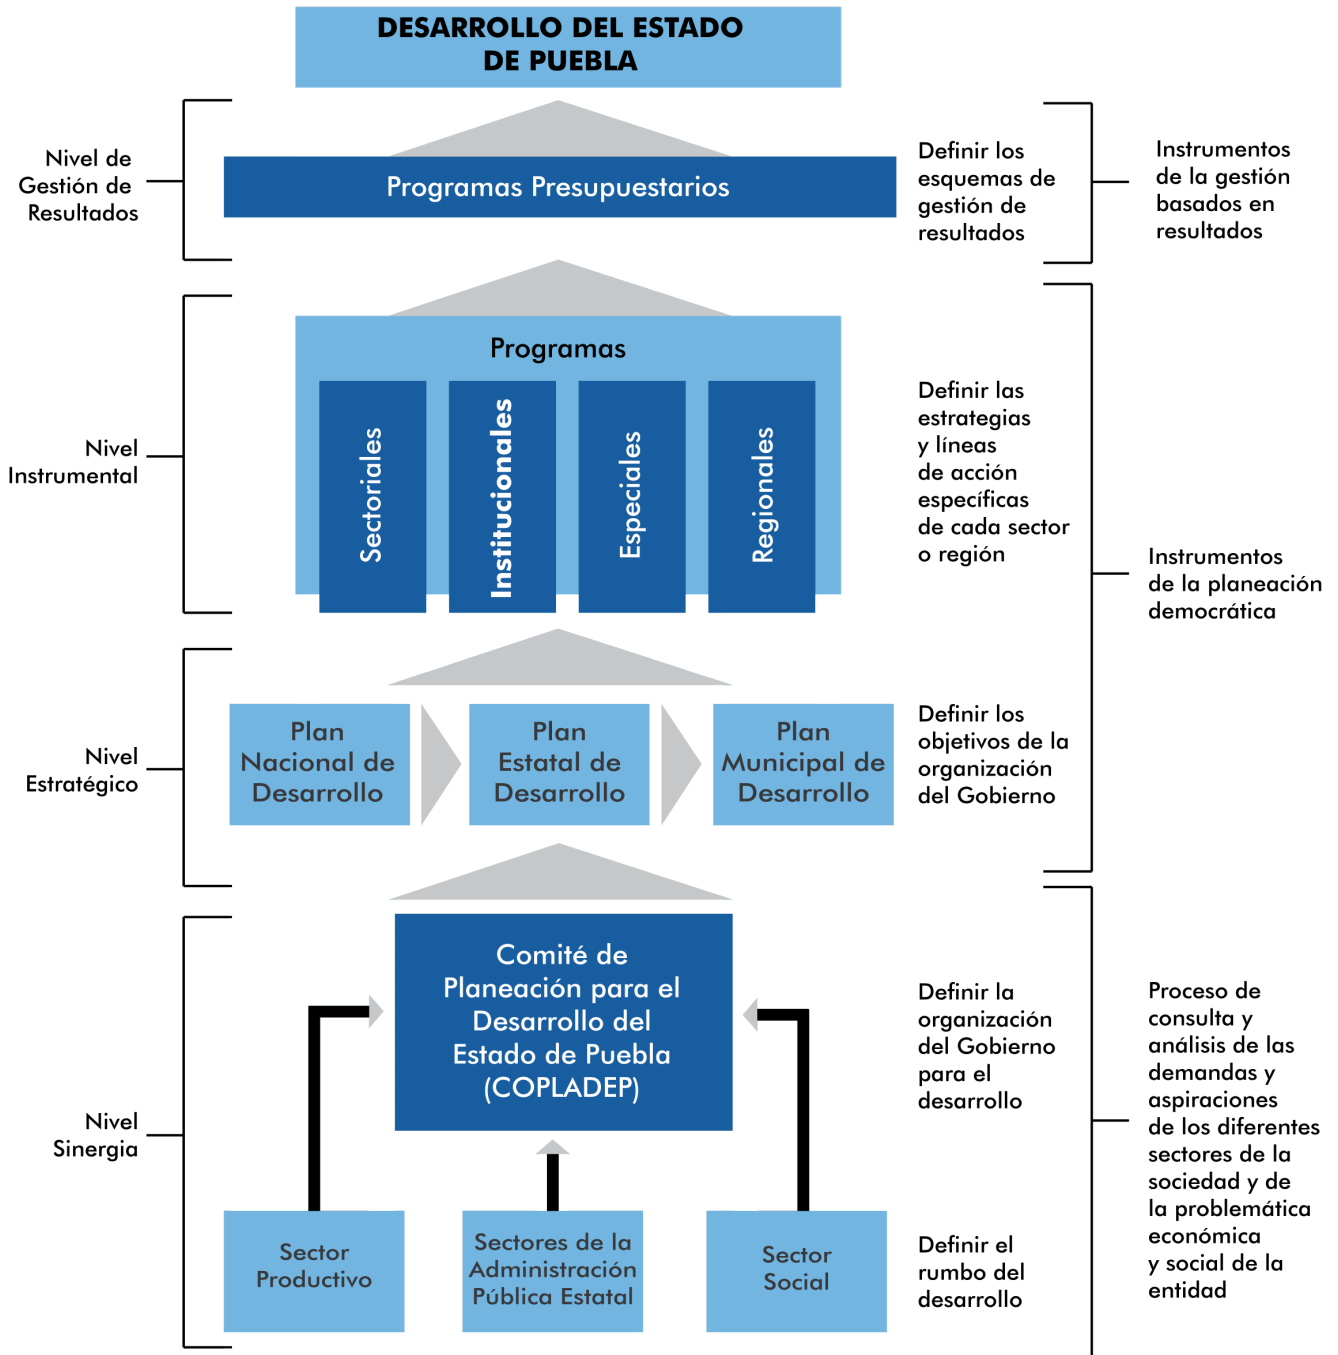 DESARROLLO DEL ESTADO
DE PUEBLA
Nivel de
Gestión de
Resultados
Programas Presupuestarios
Definir los
esquemas de
gestión de
resultados
Instrumentos
de la gestión
basados en
resultados
Nivel
Instrumental
Programas
Sectoriales
Institucionales
Especiales
Regionales
Definir las
estrategias
y líneas
de acción
específicas
de cada sector
o región
Instrumentos
de la planeación
democrática
Nivel
Estratégico
Plan
Nacional de
Desarrollo
Plan
Estatal de
Desarrollo
Plan
Municipal de
Desarrollo
Definir los
objetivos de la
organización
del Gobierno
Nivel
Sinergia
Comité de
Planeación para el
Desarrollo del
Estado de Puebla
(COPLADEP)
Definir la
organización
del Gobierno
para el
desarrollo
Proceso de
consulta y
análisis de las
demandas y
aspiraciones
de los diferentes
sectores de la
sociedad y de
la problemática
económica
y social de la
entidad
Sector
Productivo
Sectores de la
Administración
Pública Estatal
Sector
Social
Definir el
rumbo del
desarrollo